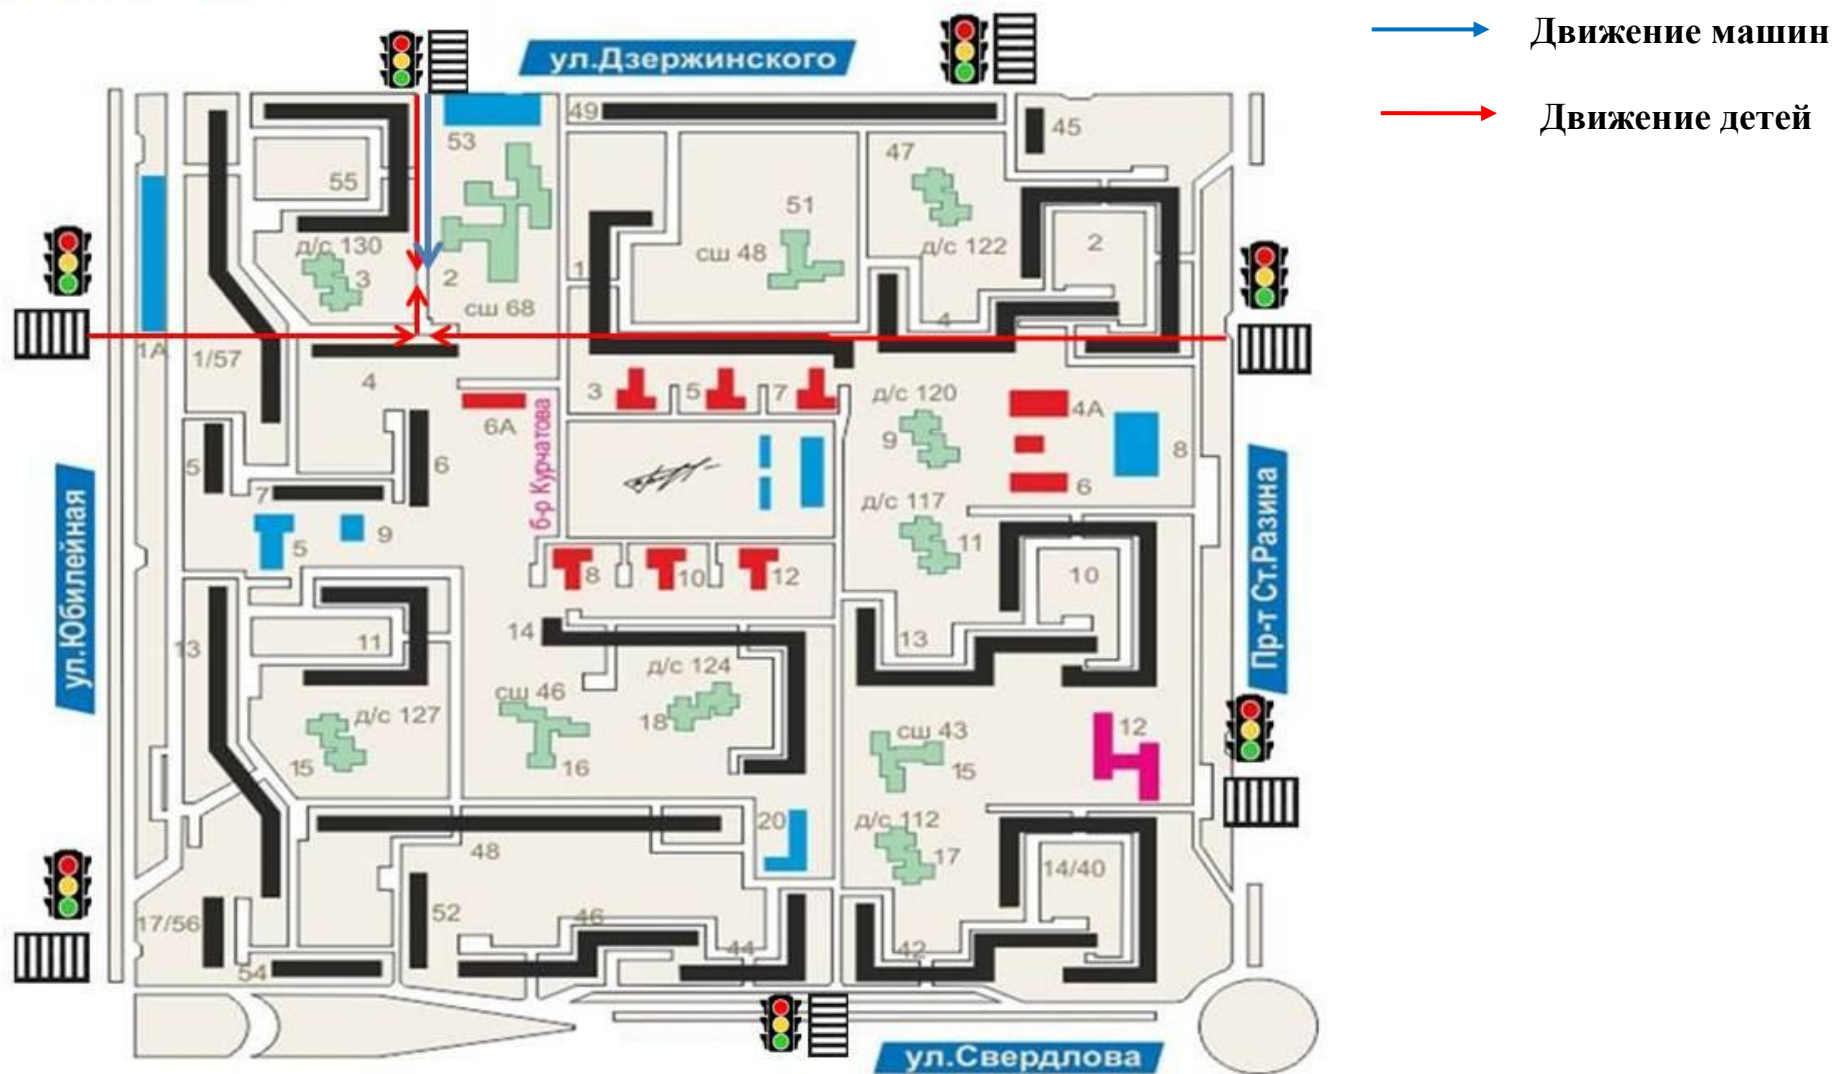 ул.Дзержинского
Движение машин
Движение детей
49
45
53
47
55
51
д/с 130
3
2
сш 68
1
сш 48
д/с 122
2
4
1А
1/57
4
6А
3
5
7
д/с 120
9
4А
8
6
5
7
6
б-р Курчатова
ул.Юбилейная
Пр-т Ст.Разина
5
9
д/с 117
11
8
10
12
10
13
11
14
13
д/с 124
18
сш 46
16
д/с 127
15
сш 43
15
12
20
д/с 112
17
48
14/40
17/56
52
46
44
42
54
ул.Свердлова